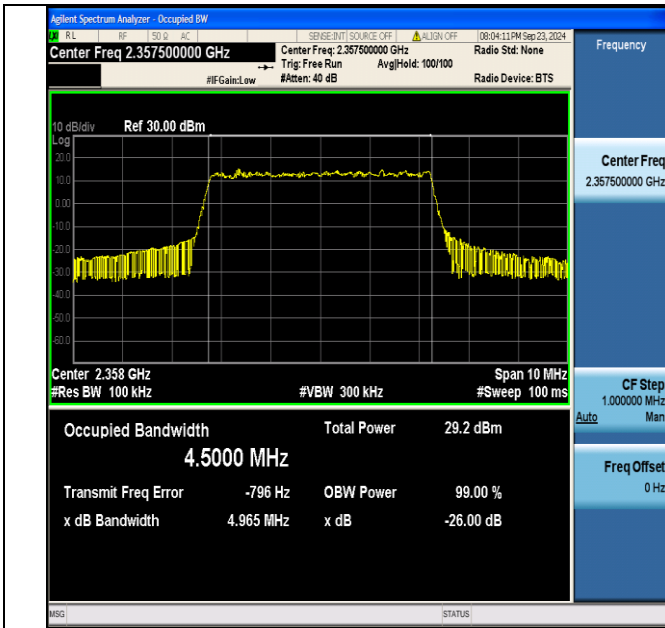 Agilent Spectrum Analyzer - Occupied BW
RL RF 50 Ω AC SENSE:INT SOURCE OFF ALIGN OFF 08:04:11 PM Sep 23, 2024
Center Freq 2.357500000 GHz
Center Freq: 2.357500000 GHz
Radio Std: None
Trig: Free Run Avg|Hold: 100/100
#IFGain:Low
#Atten: 40 dB
Radio Device: BTS
Frequency
10 dB/div Ref 30.00 dBm
Log
20.0
10.0
0.00
-10.0
-20.0
-30.0
-40.0
-50.0
-60.0
Center Freq
2.357500000 GHz
Center 2.358 GHz
Span 10 MHz
#Res BW 100 kHz
#VBW 300 kHz
#Sweep 100 ms
CF Step
1.000000 MHz
Auto Man
Occupied Bandwidth
Total Power 29.2 dBm
4.5000 MHz
Transmit Freq Error -796 Hz
OBW Power 99.00 %
x dB Bandwidth 4.965 MHz
x dB -26.00 dB
Freq Offset
0 Hz
MSG
STATUS